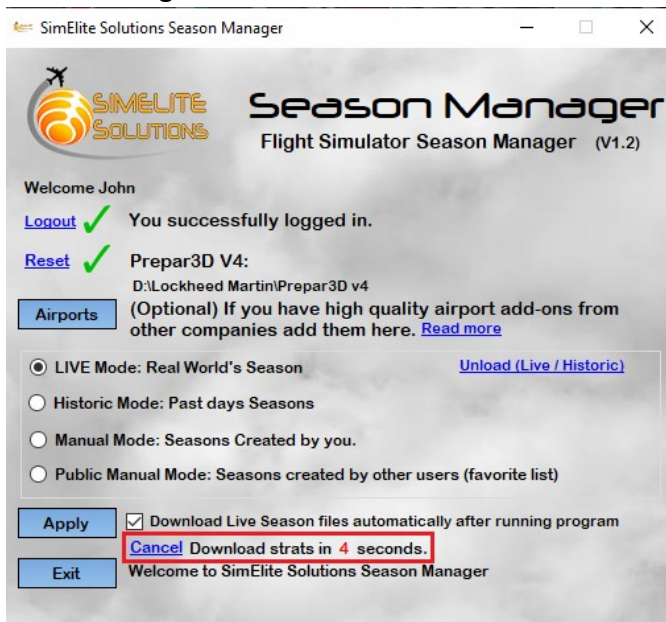 SimElite Solutions Season Manager
SIMELITE
SOLUTIONS
Season Manager
Flight Simulator Season Manager (V1.2)
Welcome John
Logout You successfully logged in.
Reset Prepar3D V4:
D:\Lockheed Martin\Prepar3D v4
Airports (Optional) If you have high quality airport add-ons from
other companies add them here. Read more
LIVE Mode: Real World's Season Unload (Live / Historic)
Historic Mode: Past days Seasons
Manual Mode: Seasons Created by you.
Public Manual Mode: Seasons created by other users (favorite list)
Apply Download Live Season files automatically after running program
Cancel Download strats in 4 seconds.
Exit Welcome to SimElite Solutions Season Manager